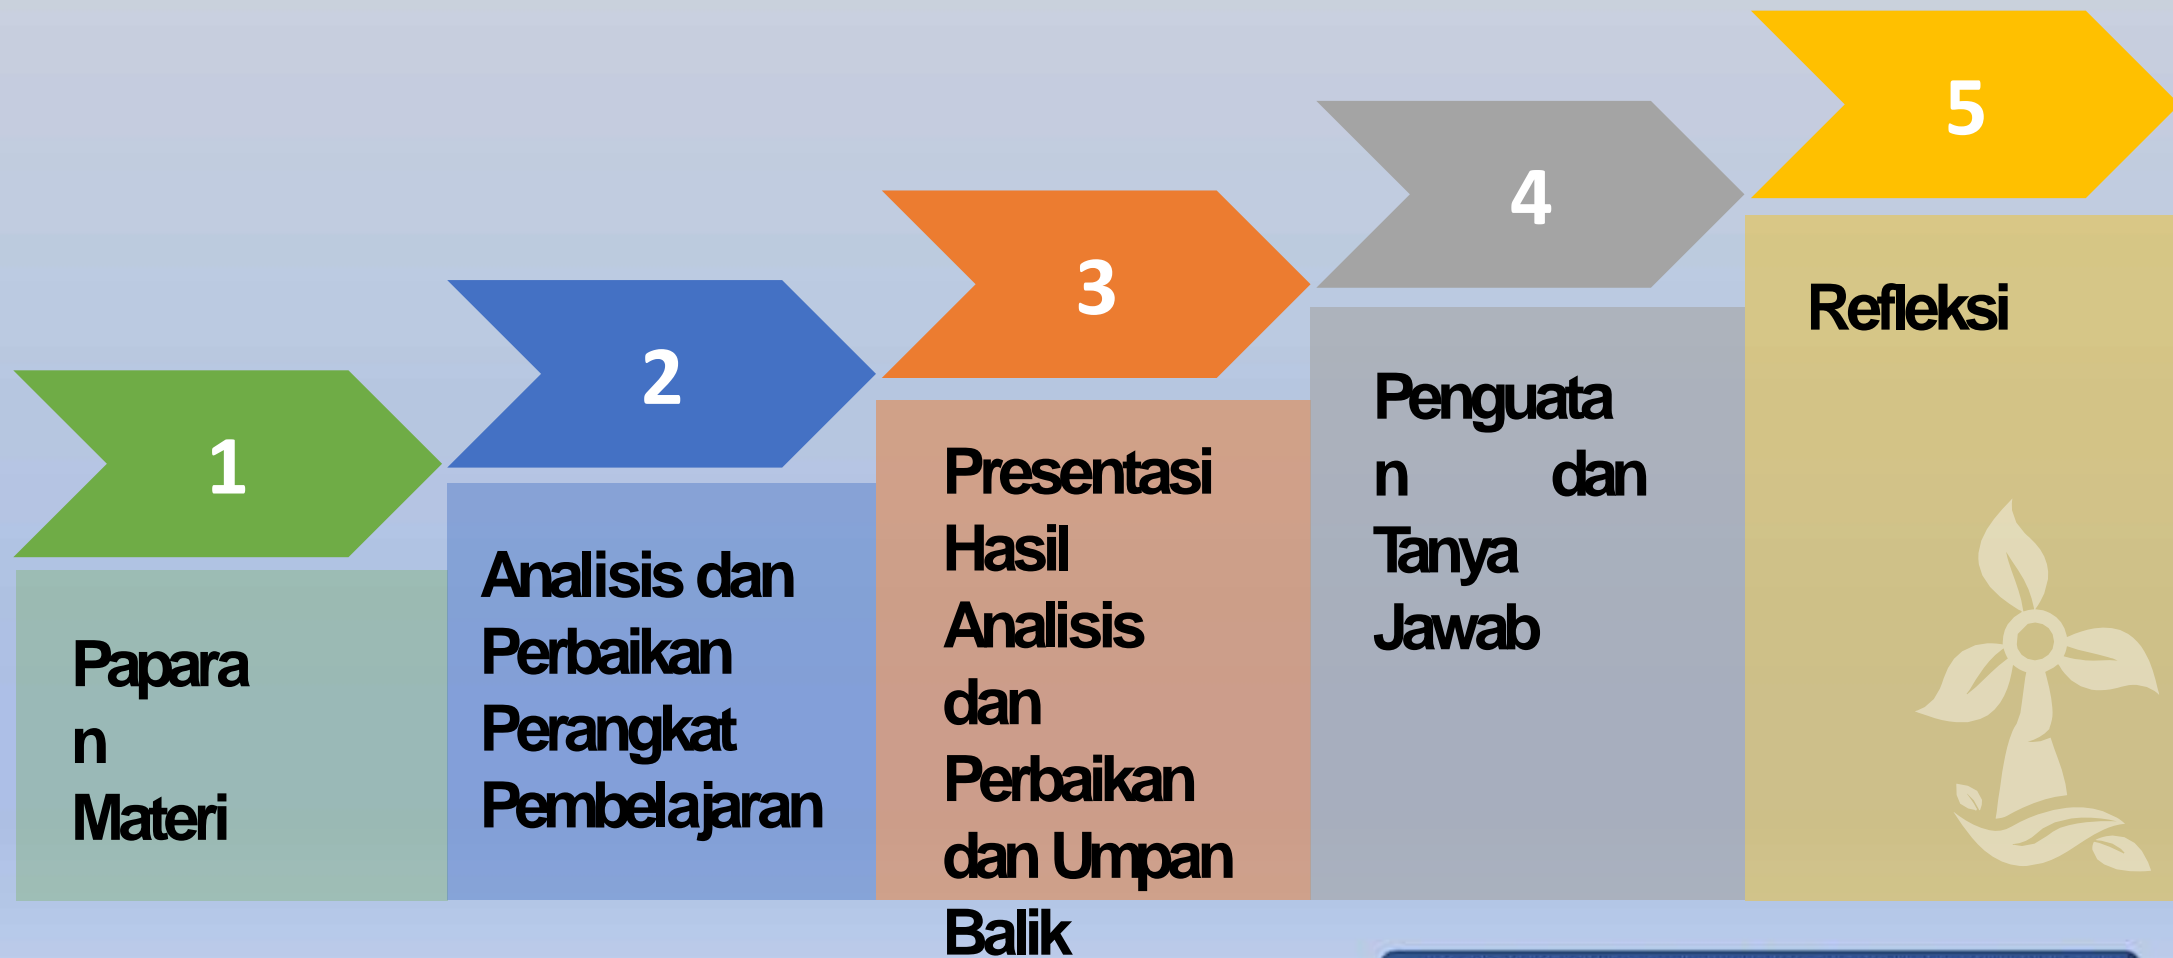 1
Papara
n
Materi
2
Analisis dan
Perbaikan
Perangkat
Pembelajaran
3
Presentasi
Hasil
Analisis
dan
Perbaikan
dan Umpan
Balik
4
Penguata
n dan
Tanya
Jawab
5
Refleksi